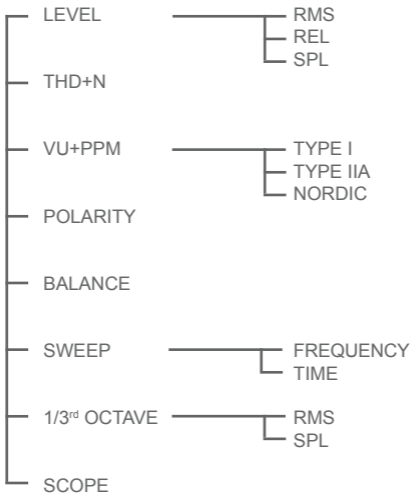 LEVEL RMS
REL
SPL
THD+N
VU+PPM TYPE I
TYPE IIA
NORDIC
POLARITY
BALANCE
SWEEP FREQUENCY
TIME
1/3rd OCTAVE RMS
SPL
SCOPE